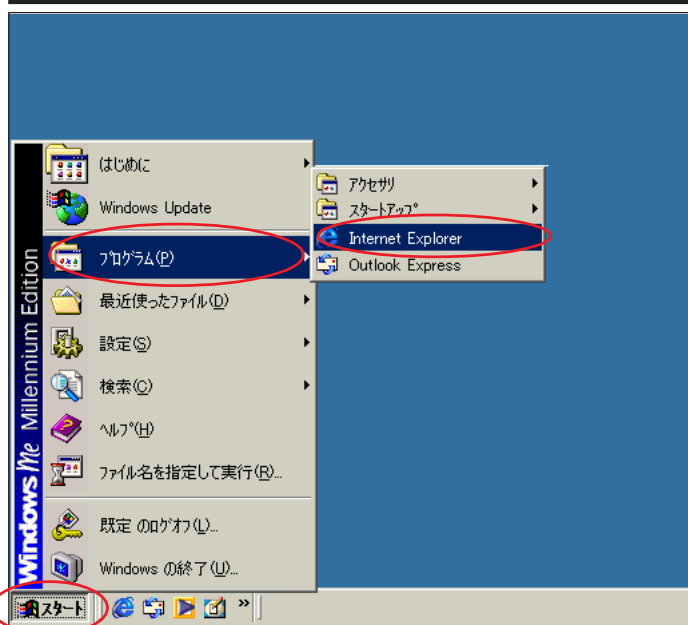 はじめに
Windows Update
プログラム(P)
最近使ったファイル(D)
設定(S)
検索(C)
ヘルプ(H)
ファイル名を指定して実行(R)...
既定 のログオフ(L)...
Windows の終了(U)...
Windows Me Millennium Edition
アクセサリ
スタートアップ
Internet Explorer
Outlook Express
スタート
»